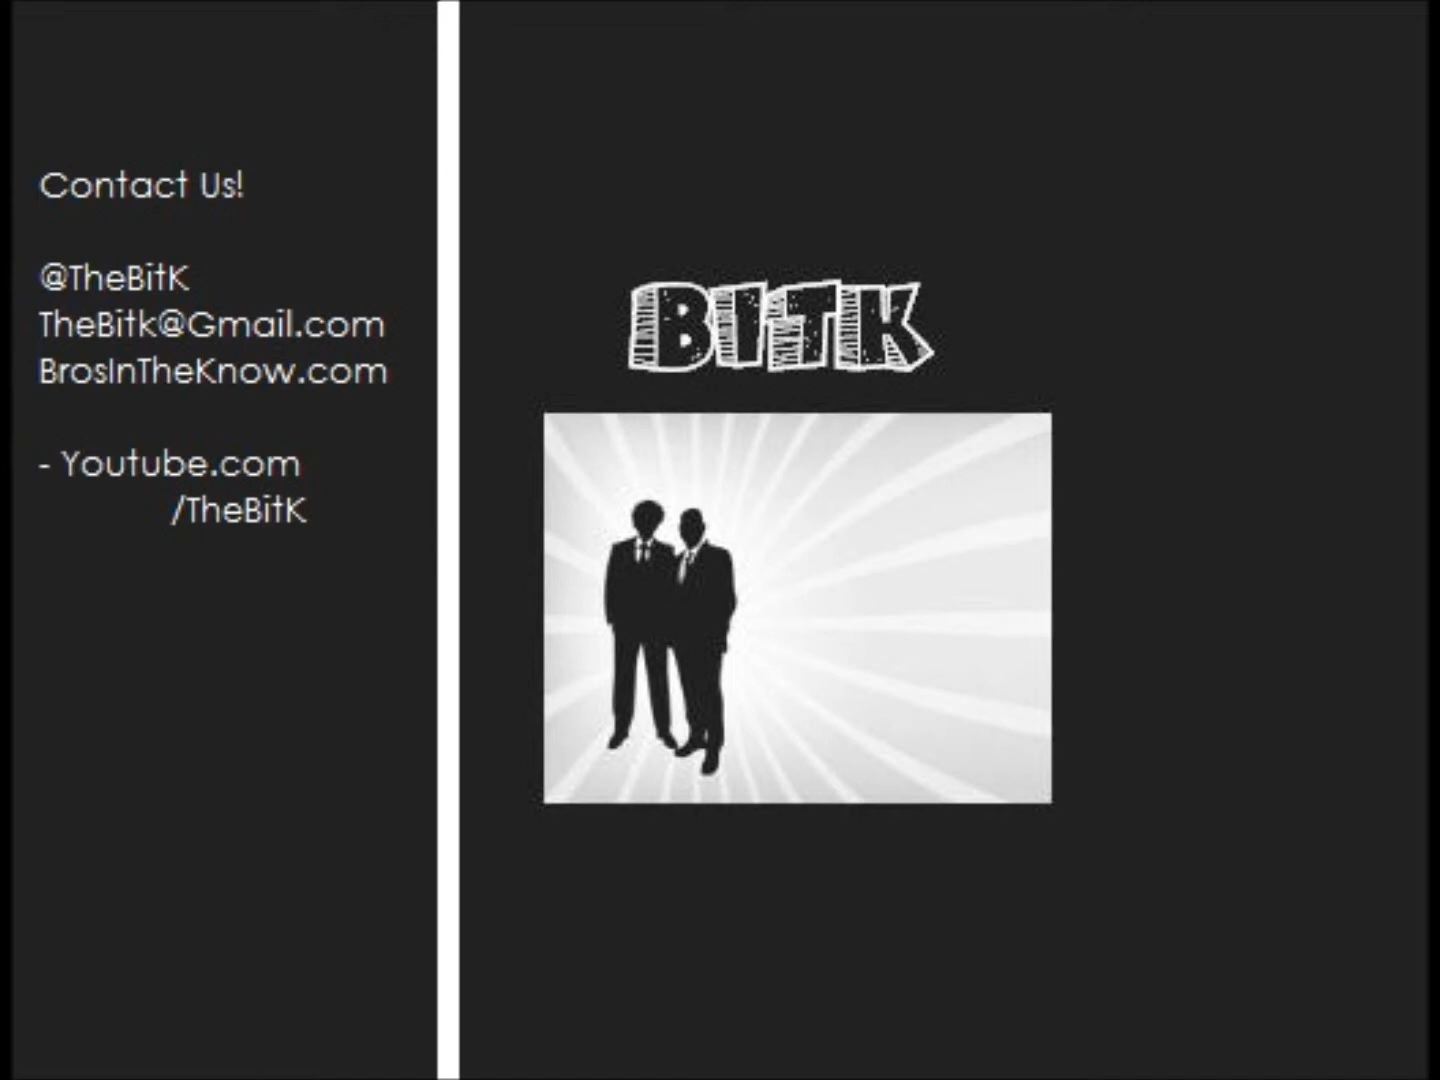 Contact Us!
@TheBitK
TheBitk@Gmail.com
BrosInTheKnow.com
- Youtube.com
/TheBitK
BITK